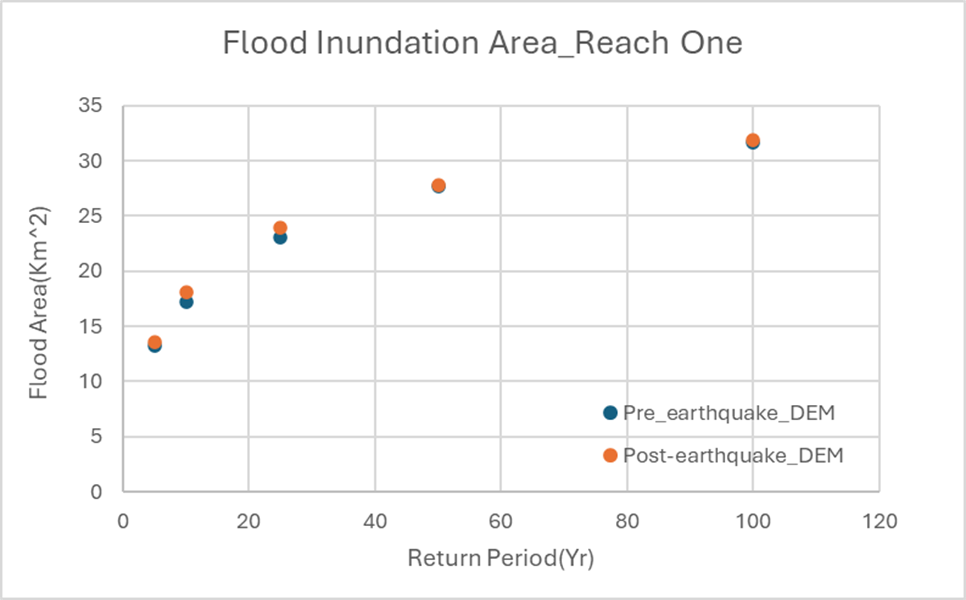 Flood Inundation Area_Reach One
35
30
25
20
15
10
5
0
Flood Area(Km^2)
Pre_earthquake_DEM
Post-earthquake_DEM
0 20 40 60 80 100 120
Return Period(Yr)